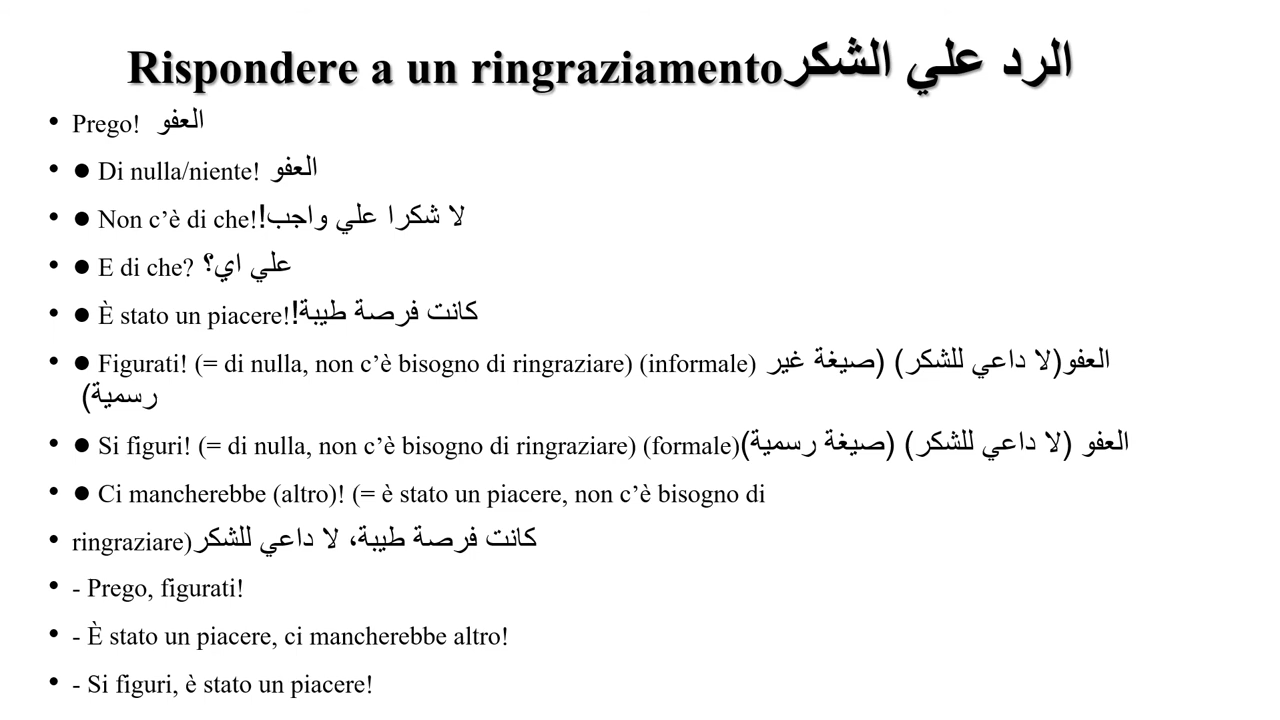 Rispondere a un ringraziamento الرد علي الشكر
• Prego! العفو
• ● Di nulla/niente! العفو
• ● Non c’è di che! لا شكرا علي واجب!
• ● E di che? علي اي؟
• ● È stato un piacere! كانت فرصة طيبة!
• ● Figurati! (= di nulla, non c’è bisogno di ringraziare) (informale) العفو(لا داعي للشكر) (صيغة غير
رسمية)
• ● Si figuri! (= di nulla, non c’è bisogno di ringraziare) (formale) العفو (لا داعي للشكر) (صيغة رسمية)
• ● Ci mancherebbe (altro)! (= è stato un piacere, non c’è bisogno di
• ringraziare) كانت فرصة طيبة، لا داعي للشكر
• - Prego, figurati!
• - È stato un piacere, ci mancherebbe altro!
• - Si figuri, è stato un piacere!